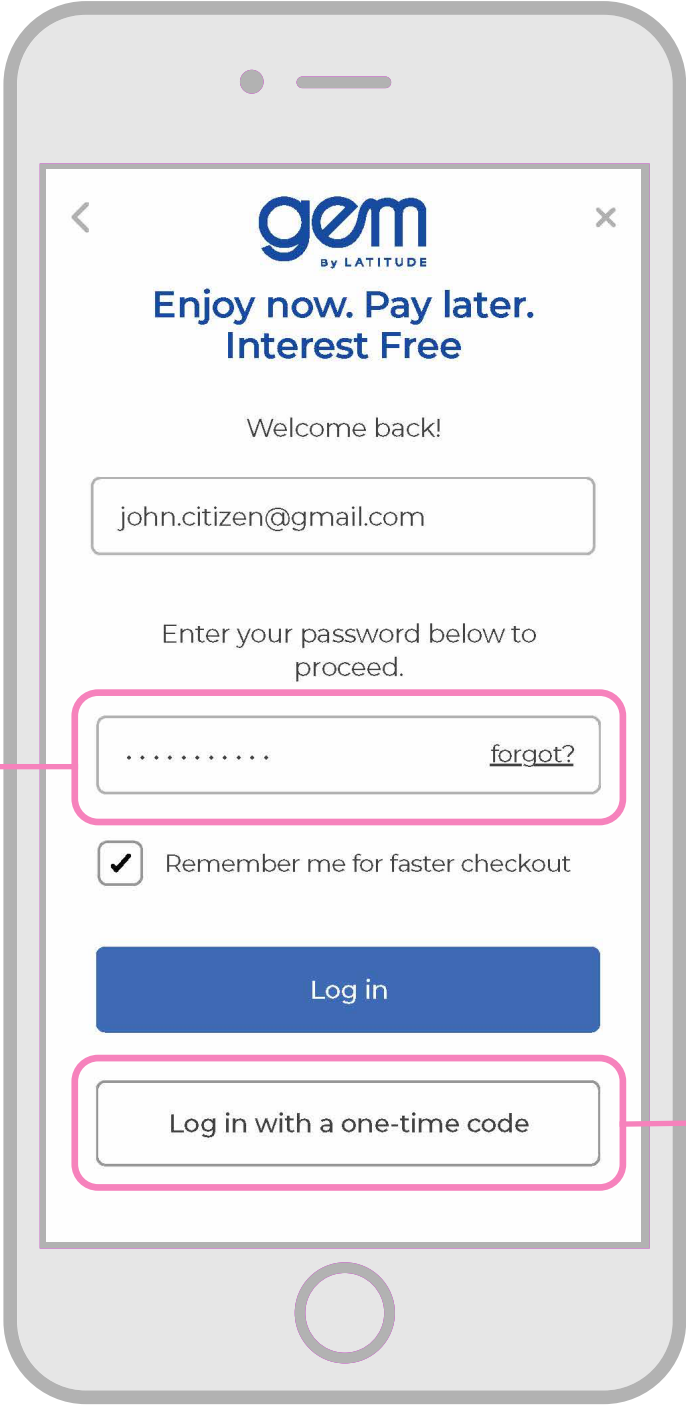 gem
By LATITUDE
Enjoy now. Pay later.
Interest Free
Welcome back!
john.citizen@gmail.com
Enter your password below to
proceed.
........... forgot?
Remember me for faster checkout
Log in
Log in with a one-time code